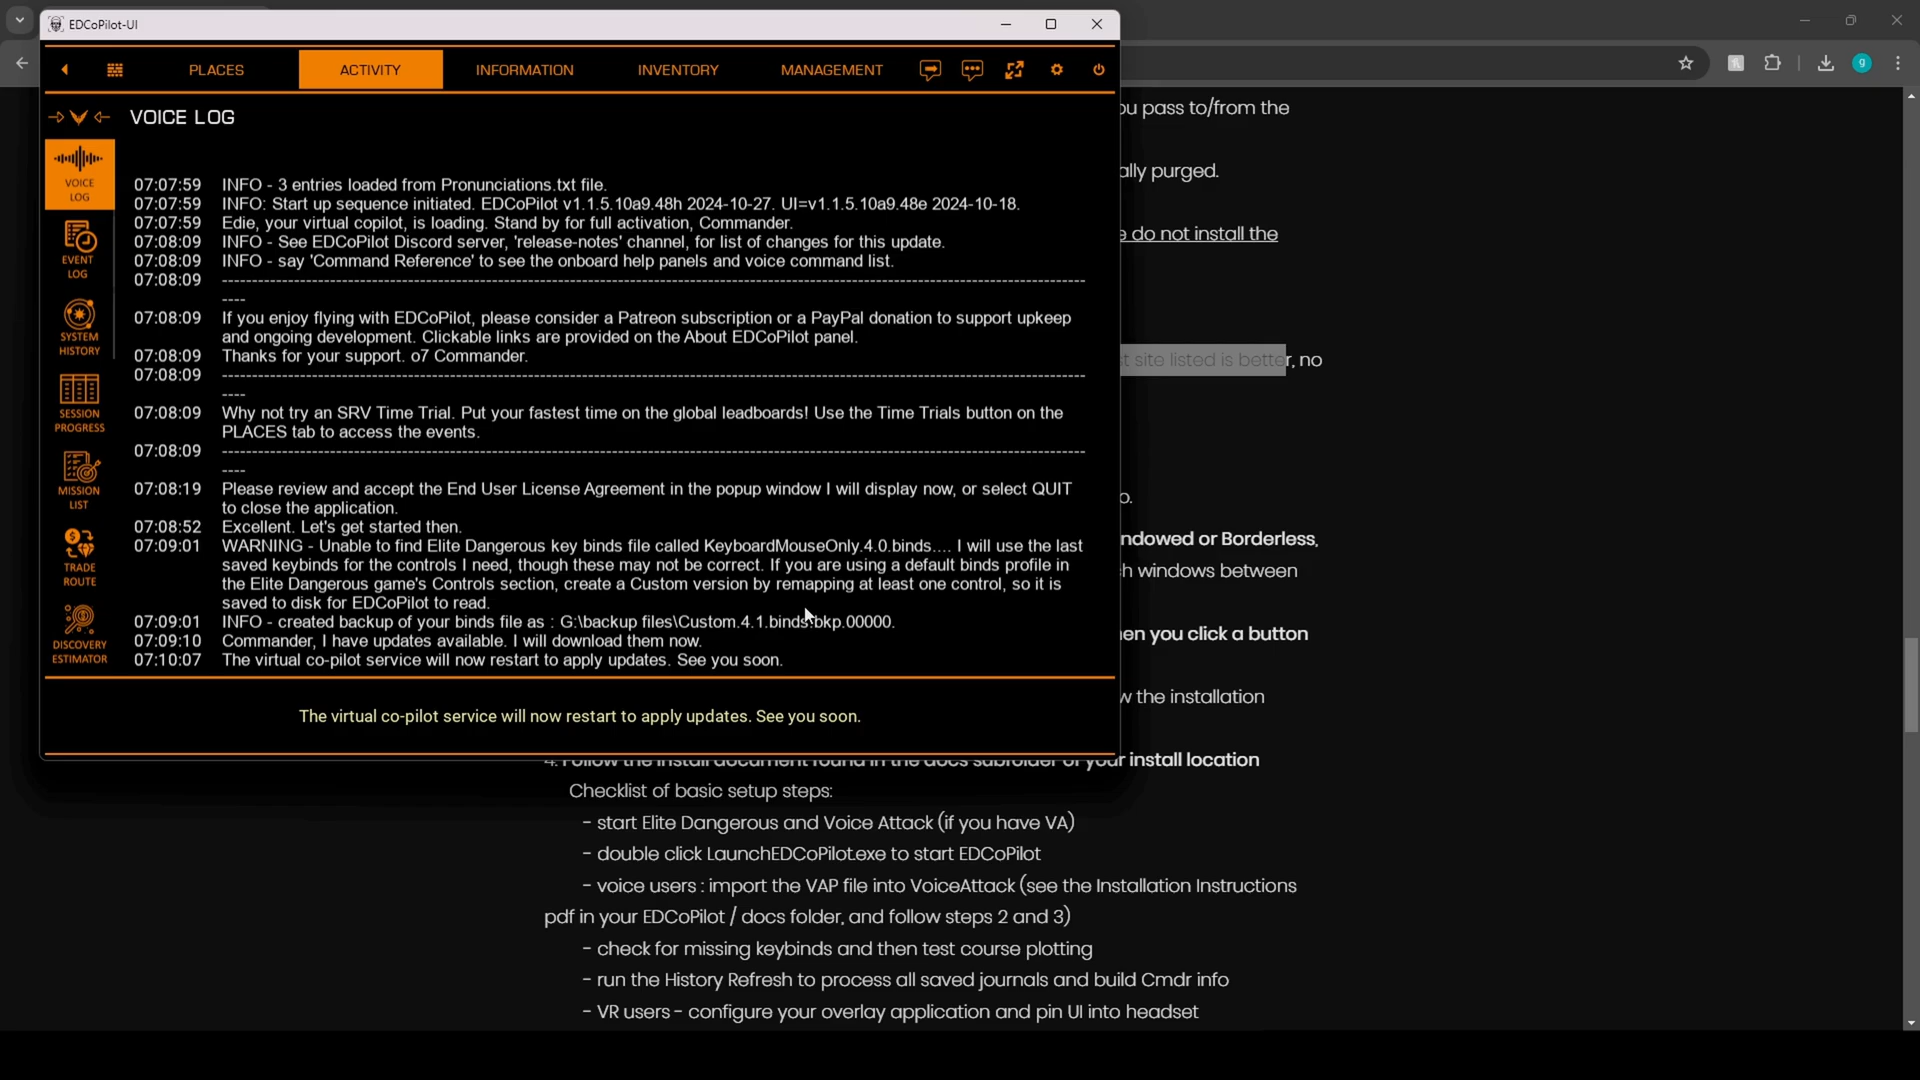 EDCoPilot-UI
PLACES
ACTIVITY
INFORMATION
INVENTORY
MANAGEMENT
g
VOICE LOG
VOICE
LOG
EVENT
LOG
SYSTEM
HISTORY
SESSION
PROGRESS
MISSION
LIST
TRADE
ROUTE
DISCOVERY
ESTIMATOR
07:07:59 INFO - 3 entries loaded from Pronunciations.txt file.
07:07:59 INFO: Start up sequence initiated. EDCoPilot v1.1.5.10a9.48h 2024-10-27. UI=v1.1.5.10a9.48e 2024-10-18.
07:07:59 Edie, your virtual copilot, is loading. Stand by for full activation, Commander.
07:08:09 INFO - See EDCoPilot Discord server, 'release-notes' channel, for list of changes for this update.
07:08:09 INFO - say 'Command Reference' to see the onboard help panels and voice command list.
07:08:09 ------------------------------------------------------------------------
----
07:08:09 If you enjoy flying with EDCoPilot, please consider a Patreon subscription or a PayPal donation to support upkeep
and ongoing development. Clickable links are provided on the About EDCoPilot panel.
07:08:09 Thanks for your support. o7 Commander.
07:08:09 ------------------------------------------------------------------------
----
07:08:09 Why not try an SRV Time Trial. Put your fastest time on the global leadboards! Use the Time Trials button on the
PLACES tab to access the events.
07:08:09 ------------------------------------------------------------------------
----
07:08:19 Please review and accept the End User License Agreement in the popup window I will display now, or select QUIT
to close the application.
07:08:52 Excellent. Let's get started then.
07:09:01 WARNING - Unable to find Elite Dangerous key binds file called KeyboardMouseOnly.4.0.binds.... I will use the last
saved keybinds for the controls I need, though these may not be correct. If you are using a default binds profile in
the Elite Dangerous game's Controls section, create a Custom version by remapping at least one control, so it is
saved to disk for EDCoPilot to read.
07:09:01 INFO - created backup of your binds file as : G:\backup files\Custom.4.1.binds.bkp.00000.
07:09:10 Commander, I have updates available. I will download them now.
07:10:07 The virtual co-pilot service will now restart to apply updates. See you soon.
The virtual co-pilot service will now restart to apply updates. See you soon.
ou pass to/from the
ally purged.
do not install the
site listed is better, no
o.
ndowed or Borderless,
h windows between
en you click a button
w the installation
4. Follow the install document found in the docs subfolder of your install location
Checklist of basic setup steps:
- start Elite Dangerous and Voice Attack (if you have VA)
- double click LaunchEDCoPilot.exe to start EDCoPilot
- voice users : import the VAP file into VoiceAttack (see the Installation Instructions
pdf in your EDCoPilot / docs folder, and follow steps 2 and 3)
- check for missing keybinds and then test course plotting
- run the History Refresh to process all saved journals and build Cmdr info
- VR users - configure your overlay application and pin UI into headset